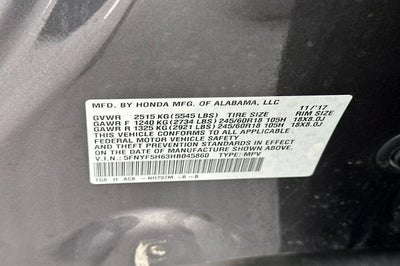 MFD. BY HONDA MFG. OF ALABAMA, LLC 11/'17
GVWR 2515 KG(5545 LBS) TIRE SIZE RIM SIZE
GAWR F 1240 KG(2734 LBS) 245/60R18 105H 18X8.0J
GAWR R 1325 KG(2921 LBS) 245/60R18 105H 18X8.0J
THIS VEHICLE CONFORMS TO ALL APPLICABLE
FEDERAL MOTOR VEHICLE SAFETY AND
THEFT PREVENTION STANDARDS IN EFFECT ON THE
DATE OF MANUFACTURE SHOWN ABOVE.
V.I.N.: 5FNYF5H63HB045860 TYPE: MPV
NH797M -B-B